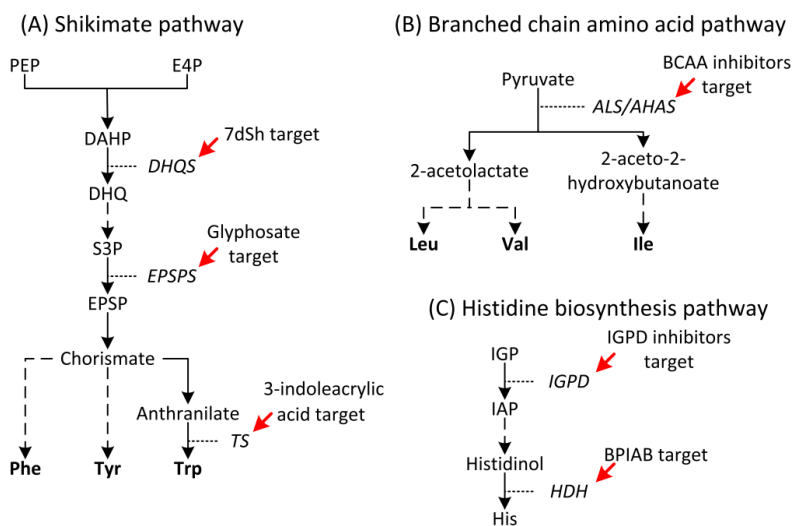 (A) Shikimate pathway
PEP
E4P
DAHP
7dSh target
DHQS
DHQ
S3P
Glyphosate
target
EPSPS
EPSP
Chorismate
3-indoleacrylic
acid target
Anthranilate
TS
Phe
Tyr
Trp
(B) Branched chain amino acid pathway
BCAA inhibitors
target
Pyruvate
ALS/AHAS
2-acetolactate
2-aceto-2-
hydroxybutanoate
Leu
Val
Ile
(C) Histidine biosynthesis pathway
IGPD inhibitors
target
IGP
IGPD
IAP
BPIAB target
Histidinol
HDH
His